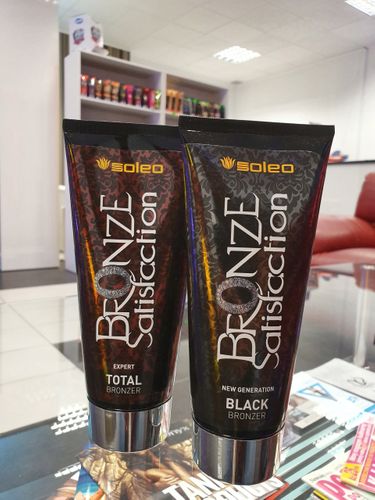 soleo
BRONZE
Satisfaction
EXPERT
TOTAL
BRONZER
soleo
BRONZE
Satisfaction
NEW GENERATION
BLACK
BRONZER